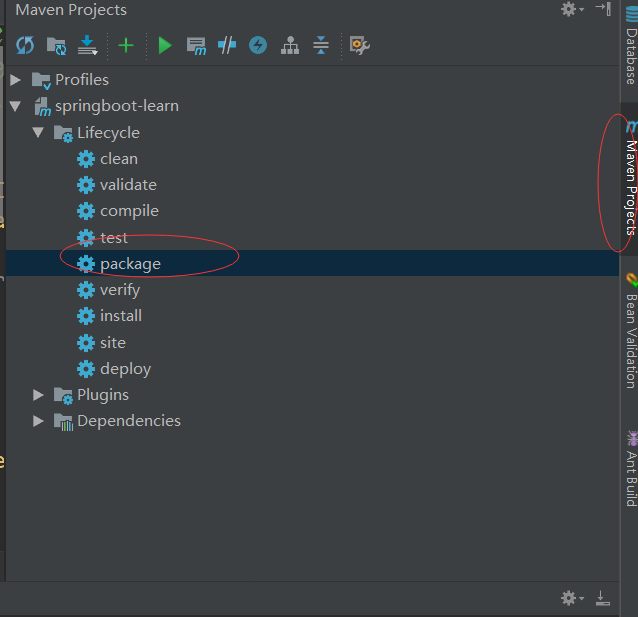 Maven Projects
Profiles
springboot-learn
Lifecycle
clean
validate
compile
test
package
verify
install
site
deploy
Plugins
Dependencies
Database
Maven Projects
Bean Validation
Ant Build